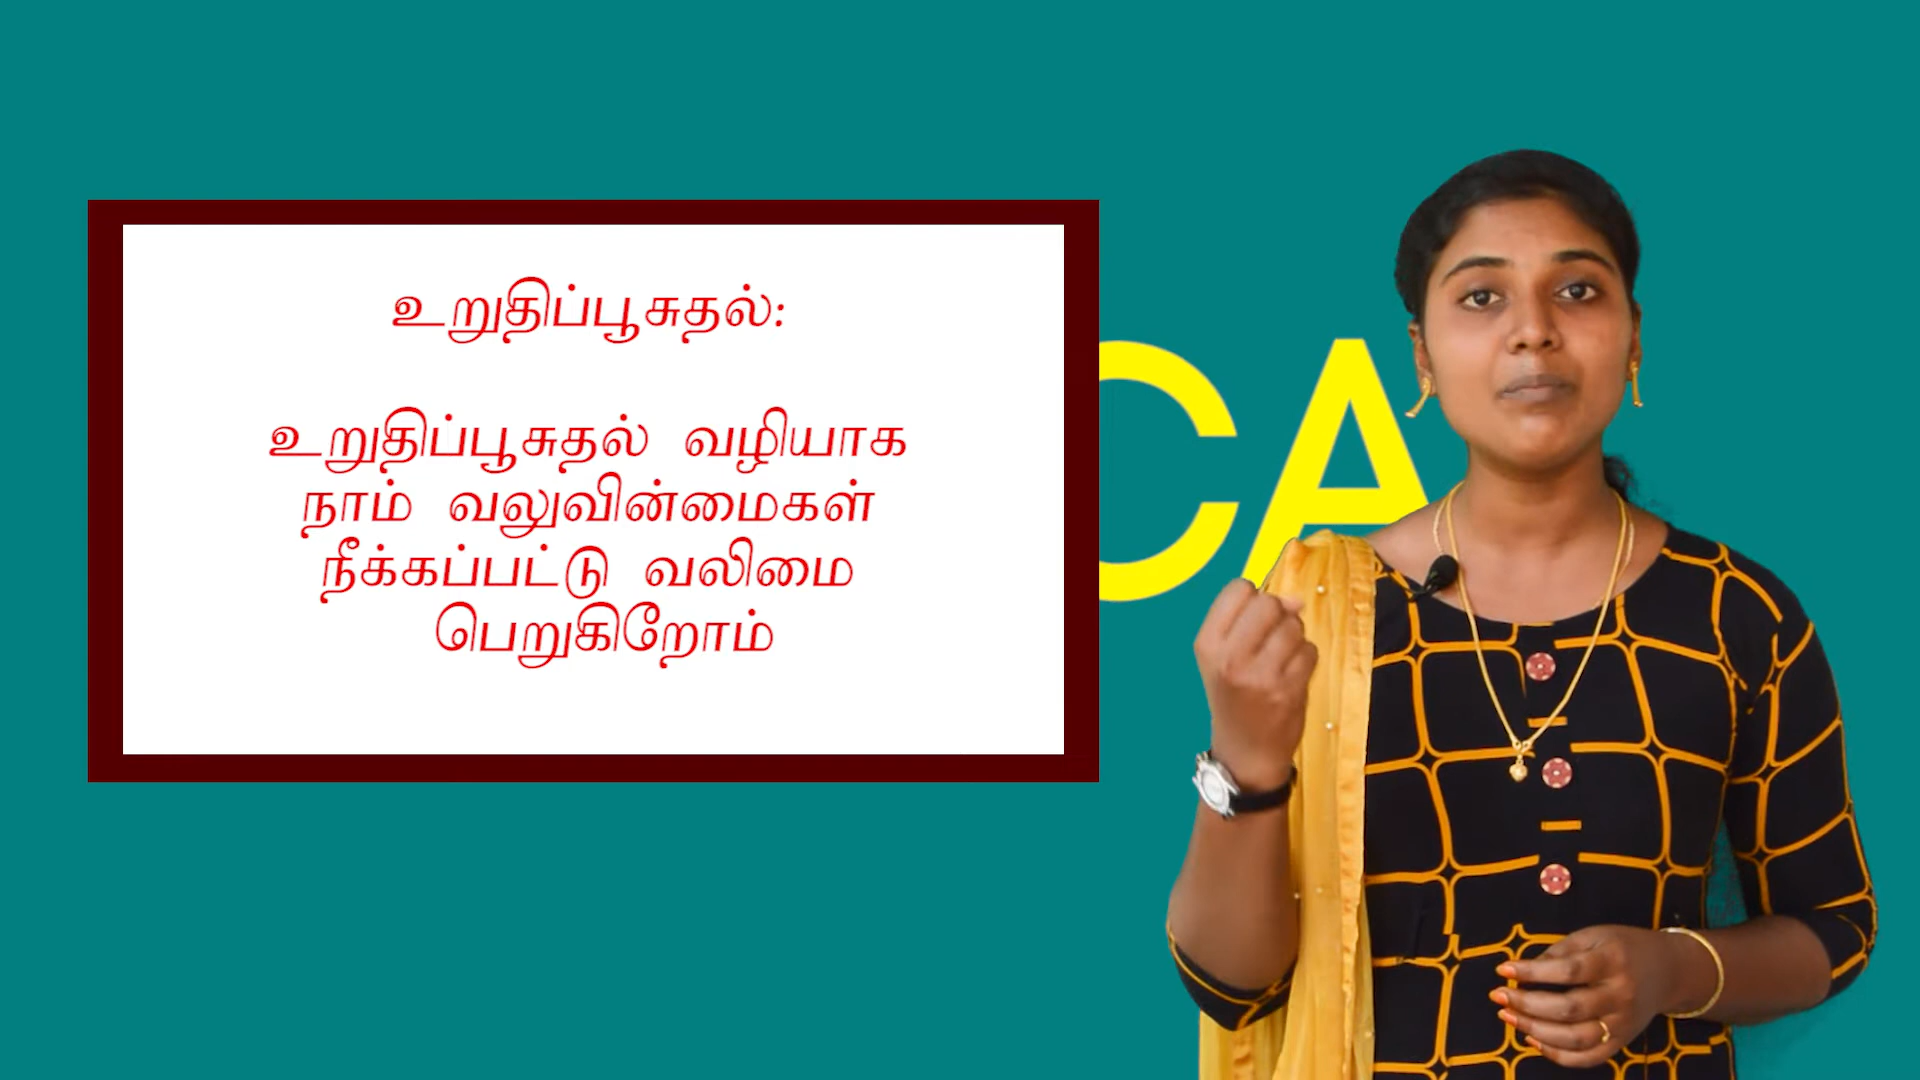 உறுதிப்பூசுதல்:
உறுதிப்பூசுதல் வழியாக
நாம் வலுவின்மைகள்
நீக்கப்பட்டு வலிமை
பெறுகிறோம்
CA